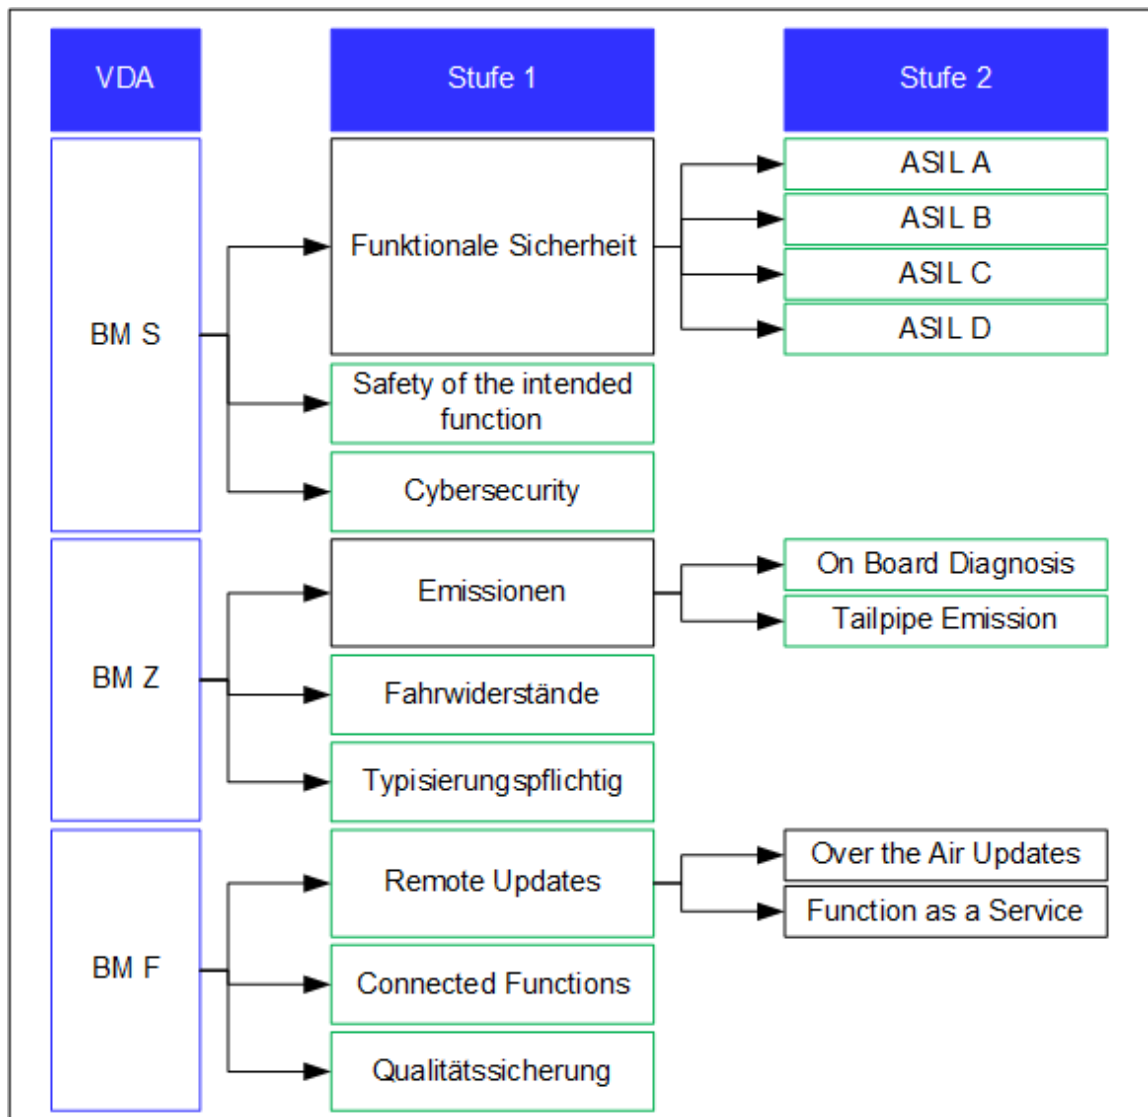 VDA
Stufe 1
Stufe 2
BM S
Funktionale Sicherheit
ASIL A
ASIL B
ASIL C
ASIL D
Safety of the intended
function
Cybersecurity
BM Z
Emissionen
On Board Diagnosis
Tailpipe Emission
Fahrwiderstände
Typisierungspflichtig
BM F
Remote Updates
Over the Air Updates
Function as a Service
Connected Functions
Qualitätssicherung